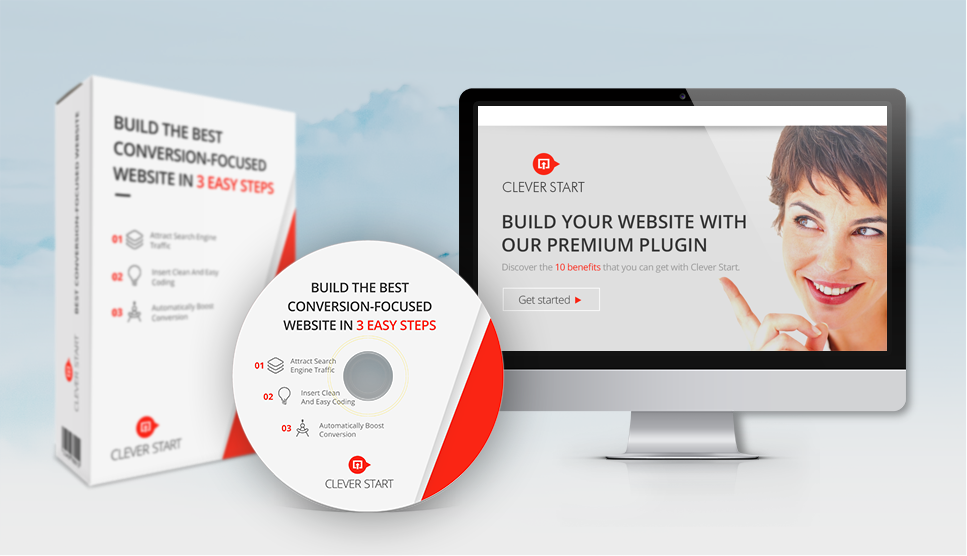 BUILD THE BEST
CONVERSION-FOCUSED
WEBSITE IN 3 EASY STEPS
01 Attract Search Engine
Traffic
02 Insert Clean And Easy
Coding
03 Automatically Boost
Conversion
CLEVER START
BEST CONVERSION-FOCUSED WEBSITE
CLEVER START
BUILD THE BEST
CONVERSION-FOCUSED
WEBSITE IN 3 EASY STEPS
01 Attract Search
Engine Traffic
02 Insert Clean
And Easy Coding
03 Automatically Boost
Conversion
CLEVER START
CLEVER START
BUILD YOUR WEBSITE WITH
OUR PREMIUM PLUGIN
Discover the 10 benefits that you can get with Clever Start.
Get started